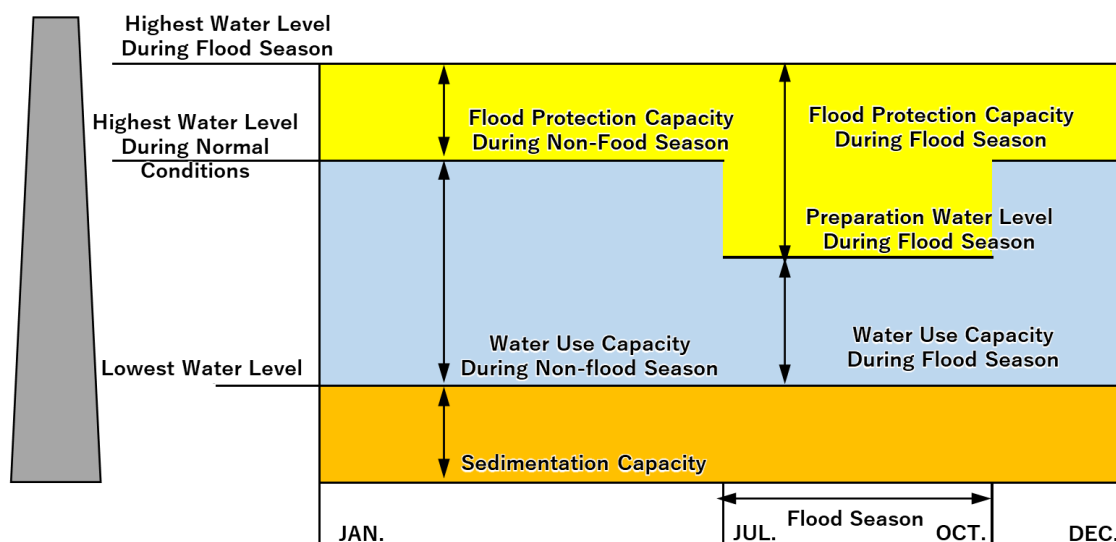 Highest Water Level
During Flood Season
Highest Water Level
During Normal
Conditions
Lowest Water Level
Flood Protection Capacity
During Non-Food Season
Flood Protection Capacity
During Flood Season
Preparation Water Level
During Flood Season
Water Use Capacity
During Non-flood Season
Water Use Capacity
During Flood Season
Sedimentation Capacity
Flood Season
JAN.
JUL.
OCT.
DEC.